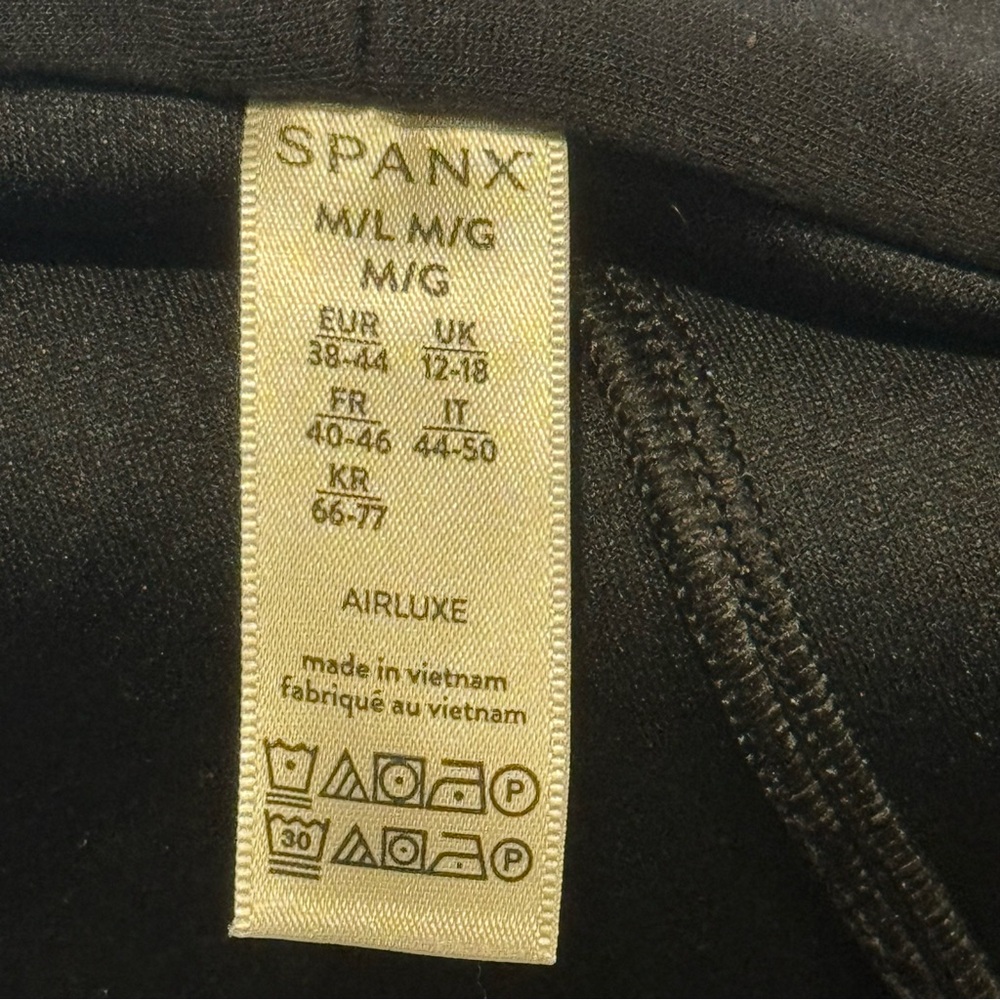 SPANX
M/L M/G
M/G
EUR UK
38-44 12-18
FR IT
40-46 44-50
KR
66-77
AIRLUXE
made in vietnam
fabriqué au vietnam
P
30 P